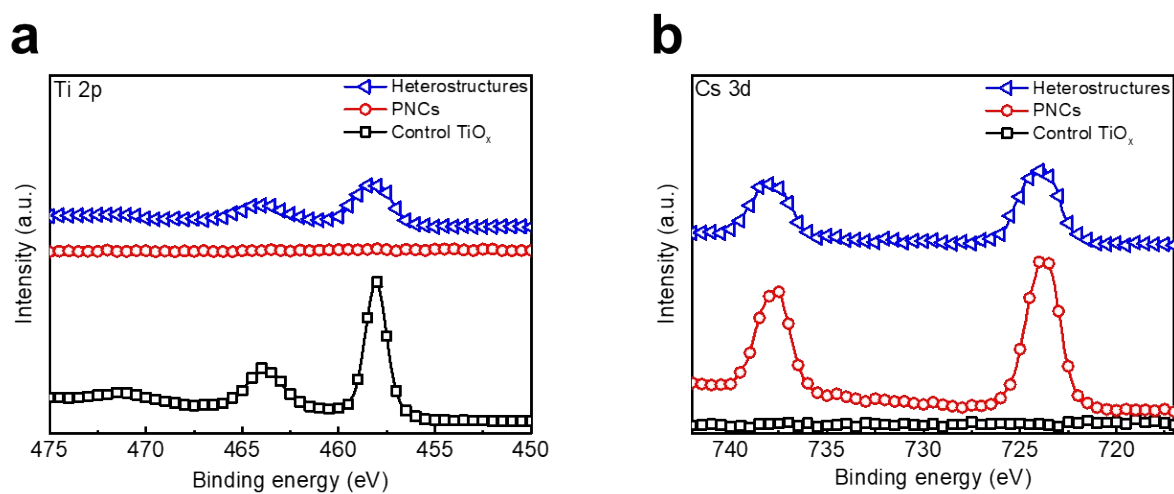 a
Ti 2p
Heterostructures
PNCs
Control TiOₓ
Intensity (a.u.)
475 470 465 460 455 450
Binding energy (eV)
b
Cs 3d
Heterostructures
PNCs
Control TiOₓ
Intensity (a.u.)
740 735 730 725 720
Binding energy (eV)